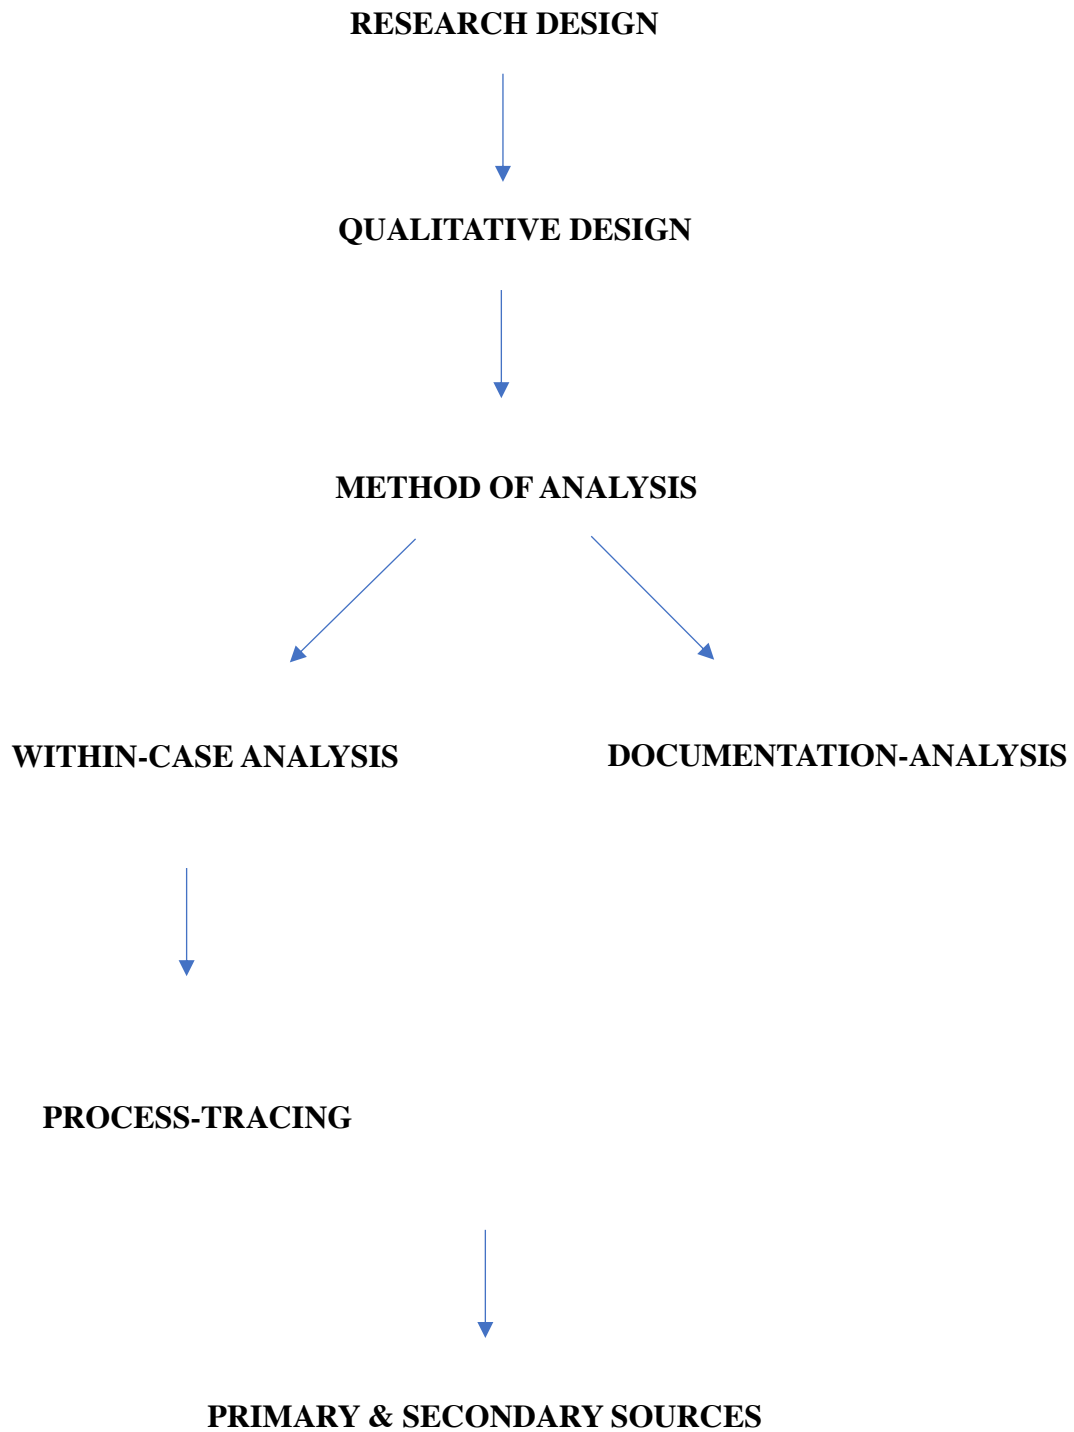 RESEARCH DESIGN
QUALITATIVE DESIGN
METHOD OF ANALYSIS
WITHIN-CASE ANALYSIS
DOCUMENTATION-ANALYSIS
PROCESS-TRACING
PRIMARY & SECONDARY SOURCES